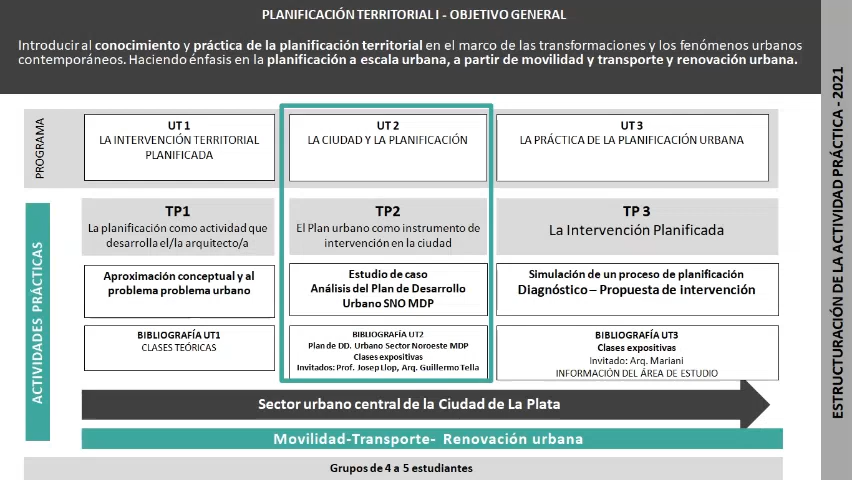 PLANIFICACIÓN TERRITORIAL I - OBJETIVO GENERAL
Introducir al conocimiento y práctica de la planificación territorial en el marco de las transformaciones y los fenómenos urbanos
contemporáneos. Haciendo énfasis en la planificación a escala urbana, a partir de movilidad y transporte y renovación urbana.
PROGRAMA
UT 1
LA INTERVENCIÓN TERRITORIAL
PLANIFICADA
UT 2
LA CIUDAD Y LA PLANIFICACIÓN
UT 3
LA PRÁCTICA DE LA PLANIFICACIÓN URBANA
ACTIVIDADES PRÁCTICAS
TP1
La planificación como actividad que
desarrolla el/la arquitecto/a
TP2
El Plan urbano como instrumento de
intervención en la ciudad
TP 3
La Intervención Planificada
Aproximación conceptual y al
problema problema urbano
Estudio de caso
Análisis del Plan de Desarrollo
Urbano SNO MDP
Simulación de un proceso de planificación
Diagnóstico – Propuesta de intervención
BIBLIOGRAFÍA UT1
CLASES TEÓRICAS
BIBLIOGRAFÍA UT2
Plan de DD. Urbano Sector Noroeste MDP
Clases expositivas
Invitados: Prof. Josep Llop, Arq. Guillermo Tella
BIBLIOGRAFÍA UT3
Clases expositivas
Invitado: Arq. Mariani
INFORMACIÓN DEL ÁREA DE ESTUDIO
Sector urbano central de la Ciudad de La Plata
Movilidad-Transporte- Renovación urbana
Grupos de 4 a 5 estudiantes
ESTRUCTURACIÓN DE LA ACTIVIDAD PRÁCTICA - 2021